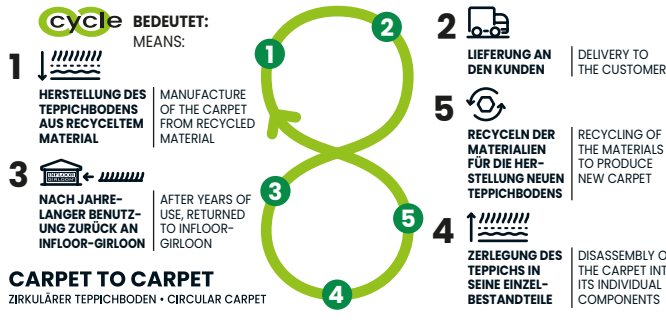 cycle BEDEUTET:
MEANS:
1
HERSTELLUNG DES
TEPPICHBODENS
AUS RECYCELTEM
MATERIAL
MANUFACTURE
OF THE CARPET
FROM RECYCLED
MATERIAL
3
INFLOOR
GIRLOON
NACH JAHRE-
LANGER BENUTZ-
UNG ZURÜCK AN
INFLOOR-GIRLOON
AFTER YEARS OF
USE, RETURNED
TO INFLOOR-
GIRLOON
CARPET TO CARPET
ZIRKULÄRER TEPPICHBODEN • CIRCULAR CARPET
1
2
3
5
4
2
LIEFERUNG AN
DEN KUNDEN
DELIVERY TO
THE CUSTOMER
5
RECYCELN DER
MATERIALIEN
FÜR DIE HER-
STELLUNG NEUEN
TEPPICHBODENS
RECYCLING OF
THE MATERIALS
TO PRODUCE
NEW CARPET
4
ZERLEGUNG DES
TEPPICHS IN
SEINE EINZEL-
BESTANDTEILE
DISASSEMBLY O
THE CARPET INT
ITS INDIVIDUAL
COMPONENTS